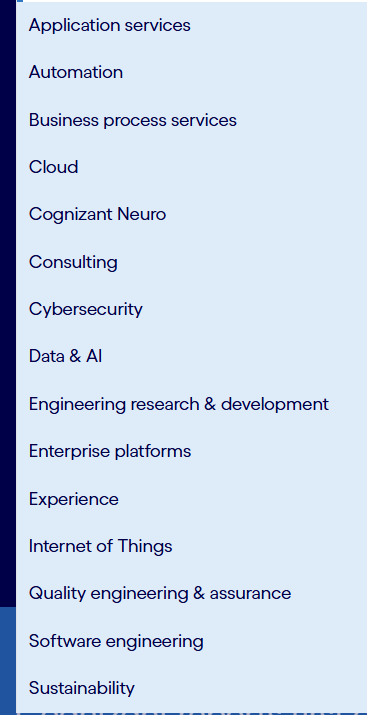 Application services
Automation
Business process services
Cloud
Cognizant Neuro
Consulting
Cybersecurity
Data & AI
Engineering research & development
Enterprise platforms
Experience
Internet of Things
Quality engineering & assurance
Software engineering
Sustainability